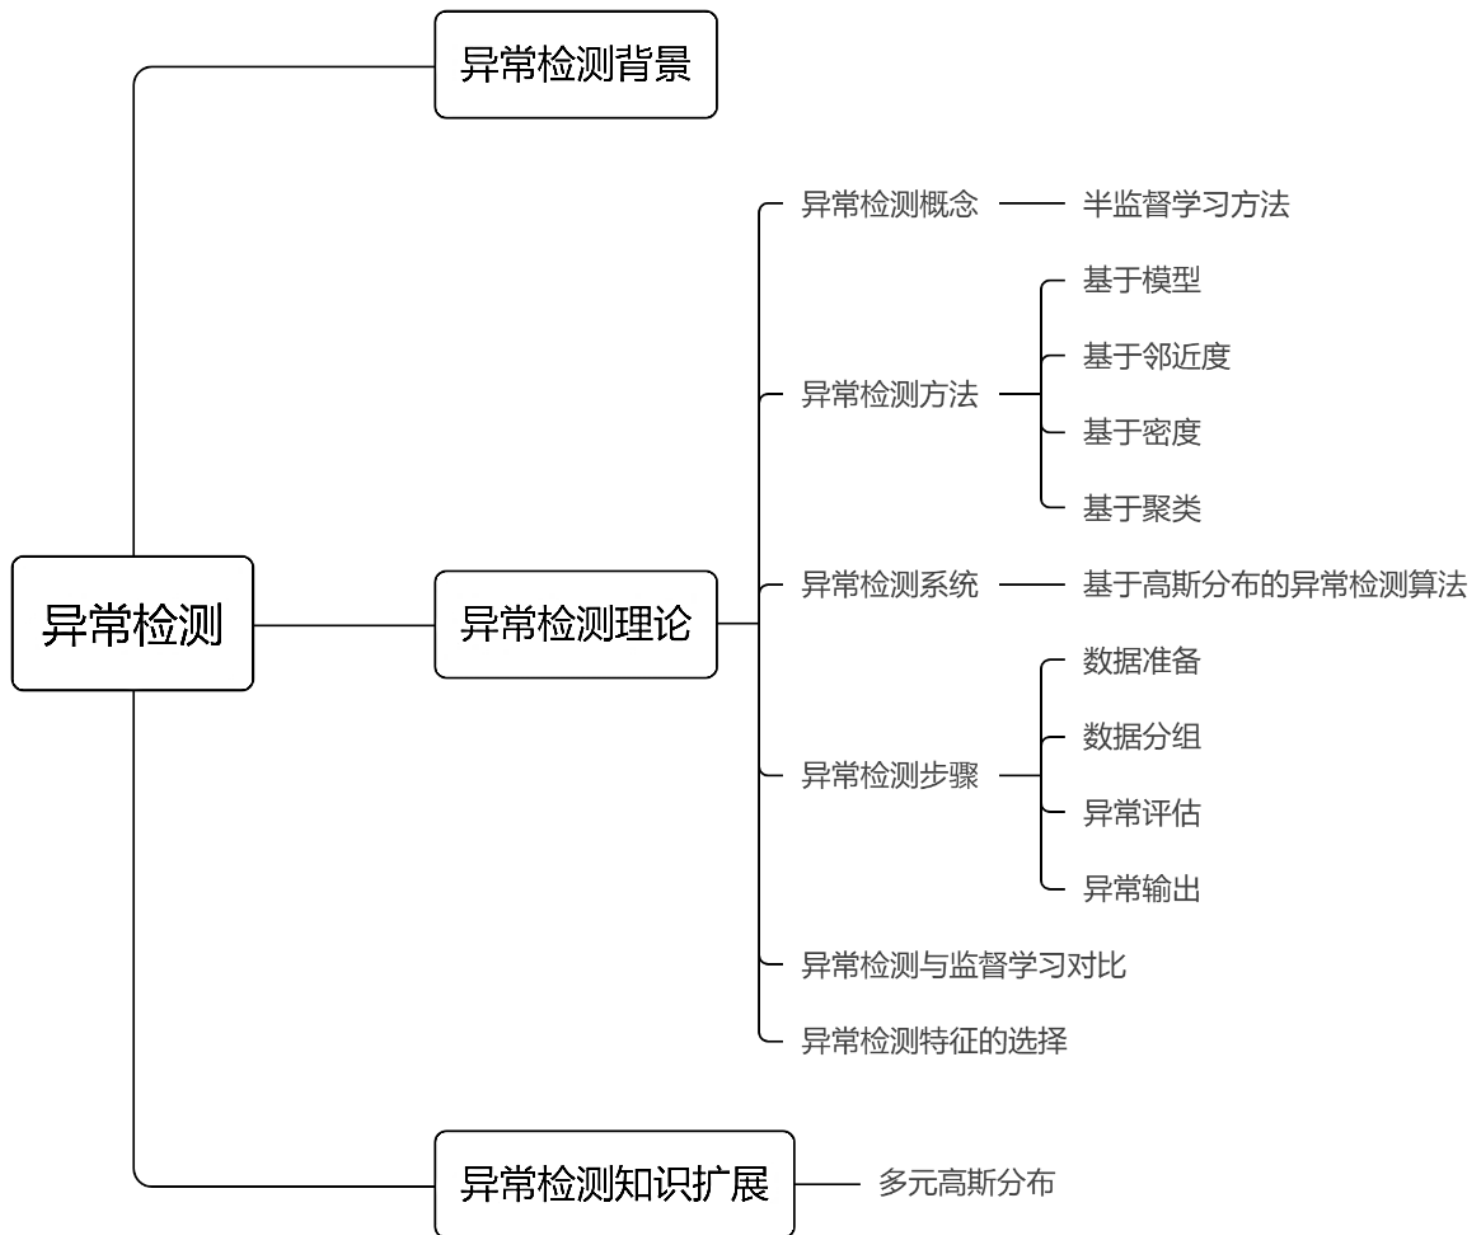 异常检测背景
异常检测概念
半监督学习方法
基于模型
基于邻近度
异常检测方法
基于密度
基于聚类
异常检测系统
基于高斯分布的异常检测算法
异常检测
异常检测理论
数据准备
数据分组
异常检测步骤
异常评估
异常输出
异常检测与监督学习对比
异常检测特征的选择
异常检测知识扩展
多元高斯分布